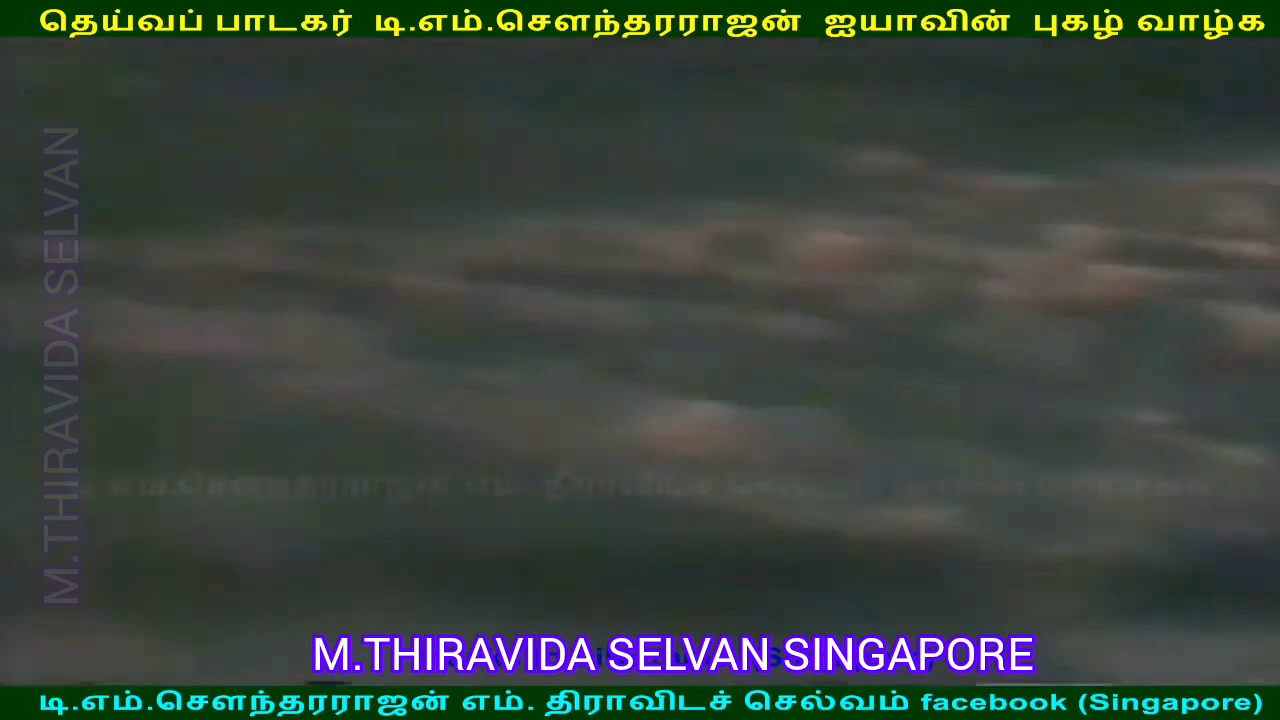 தெய்வப் பாடகர் டி.எம்.சௌந்தரராஜன் ஐயாவின் புகழ் வாழ்க
M.THIRAVIDA SELVAN
M.THIRAVIDA SELVAN SINGAPORE
டி.எம்.சௌந்தரராஜன் எம். திராவிடச் செல்வம் facebook (Singapore)